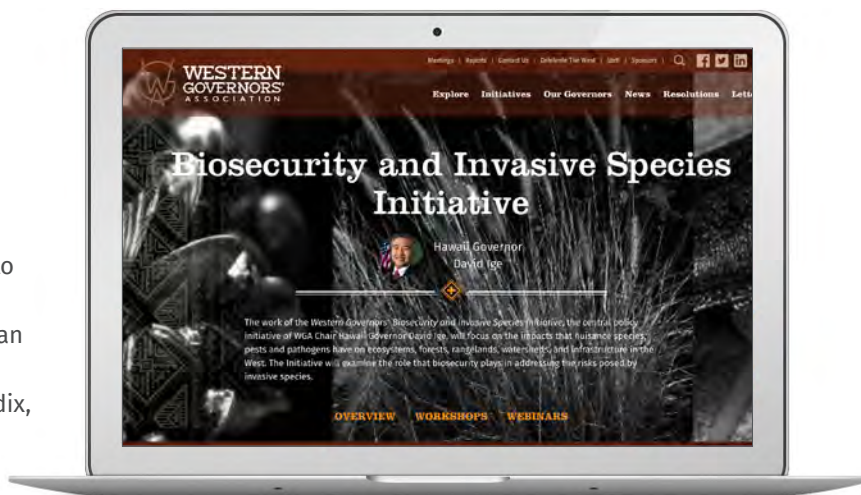 to
an
dix,
WESTERN
GOVERNORS'
ASSOCIATION
Meetings | Reports | Contact Us | Celebrate The West | Staff | Sponsors |
Explore Initiatives Our Governors News Resolutions Lett
Biosecurity and Invasive Species
Initiative
Hawaii Governor
David Ige
The work of the Western Governors' Biosecurity and Invasive Species Initiative, the central policy
initiative of WGA Chair Hawaii Governor David Ige, will focus on the impacts that nuisance species,
pests and pathogens have on ecosystems, forests, rangelands, watersheds, and infrastructure in the
West. The Initiative will examine the role that biosecurity plays in addressing the risks posed by
invasive species.
OVERVIEW WORKSHOPS WEBINARS